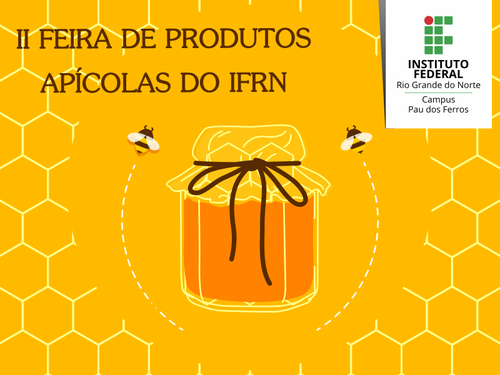 II FEIRA DE PRODUTOS
APÍCOLAS DO IFRN
INSTITUTO
FEDERAL
Rio Grande do Norte
Campus
Pau dos Ferros